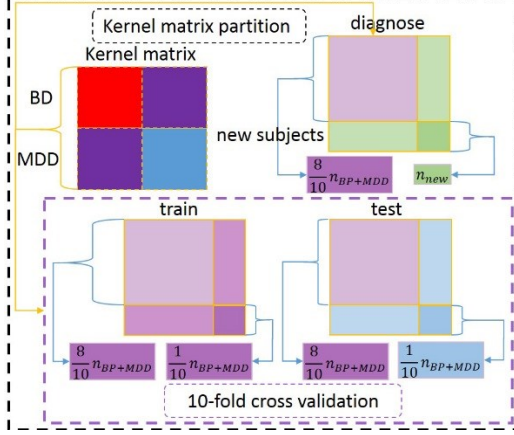 Kernel matrix partition
diagnose
Kernel matrix
BD
MDD
new subjects
8/10 n_{BP+MDD}
n_{new}
train
test
8/10 n_{BP+MDD}
1/10 n_{BP+MDD}
8/10 n_{BP+MDD}
1/10 n_{BP+MDD}
10-fold cross validation